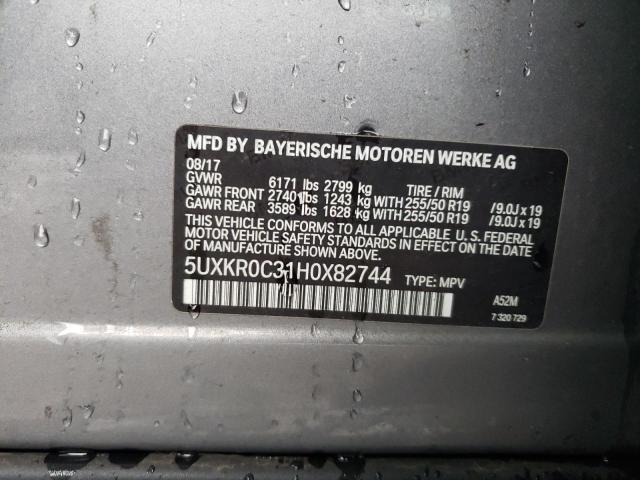 MFD BY BAYERISCHE MOTOREN WERKE AG
08/17
GVWR 6171 lbs 2799 kg TIRE / RIM
GAWR FRONT 2740 lbs 1243 kg WITH 255/50 R19 /9.0J x 19
GAWR REAR 3589 lbs 1628 kg WITH 255/50 R19 /9.0J x 19
THIS VEHICLE CONFORMS TO ALL APPLICABLE U.S. FEDERAL
MOTOR VEHICLE SAFETY STANDARDS IN EFFECT ON THE DATE
OF MANUFACTURE SHOWN ABOVE.
5UXKR0C31H0X82744
TYPE: MPV
A52M
7 320 729